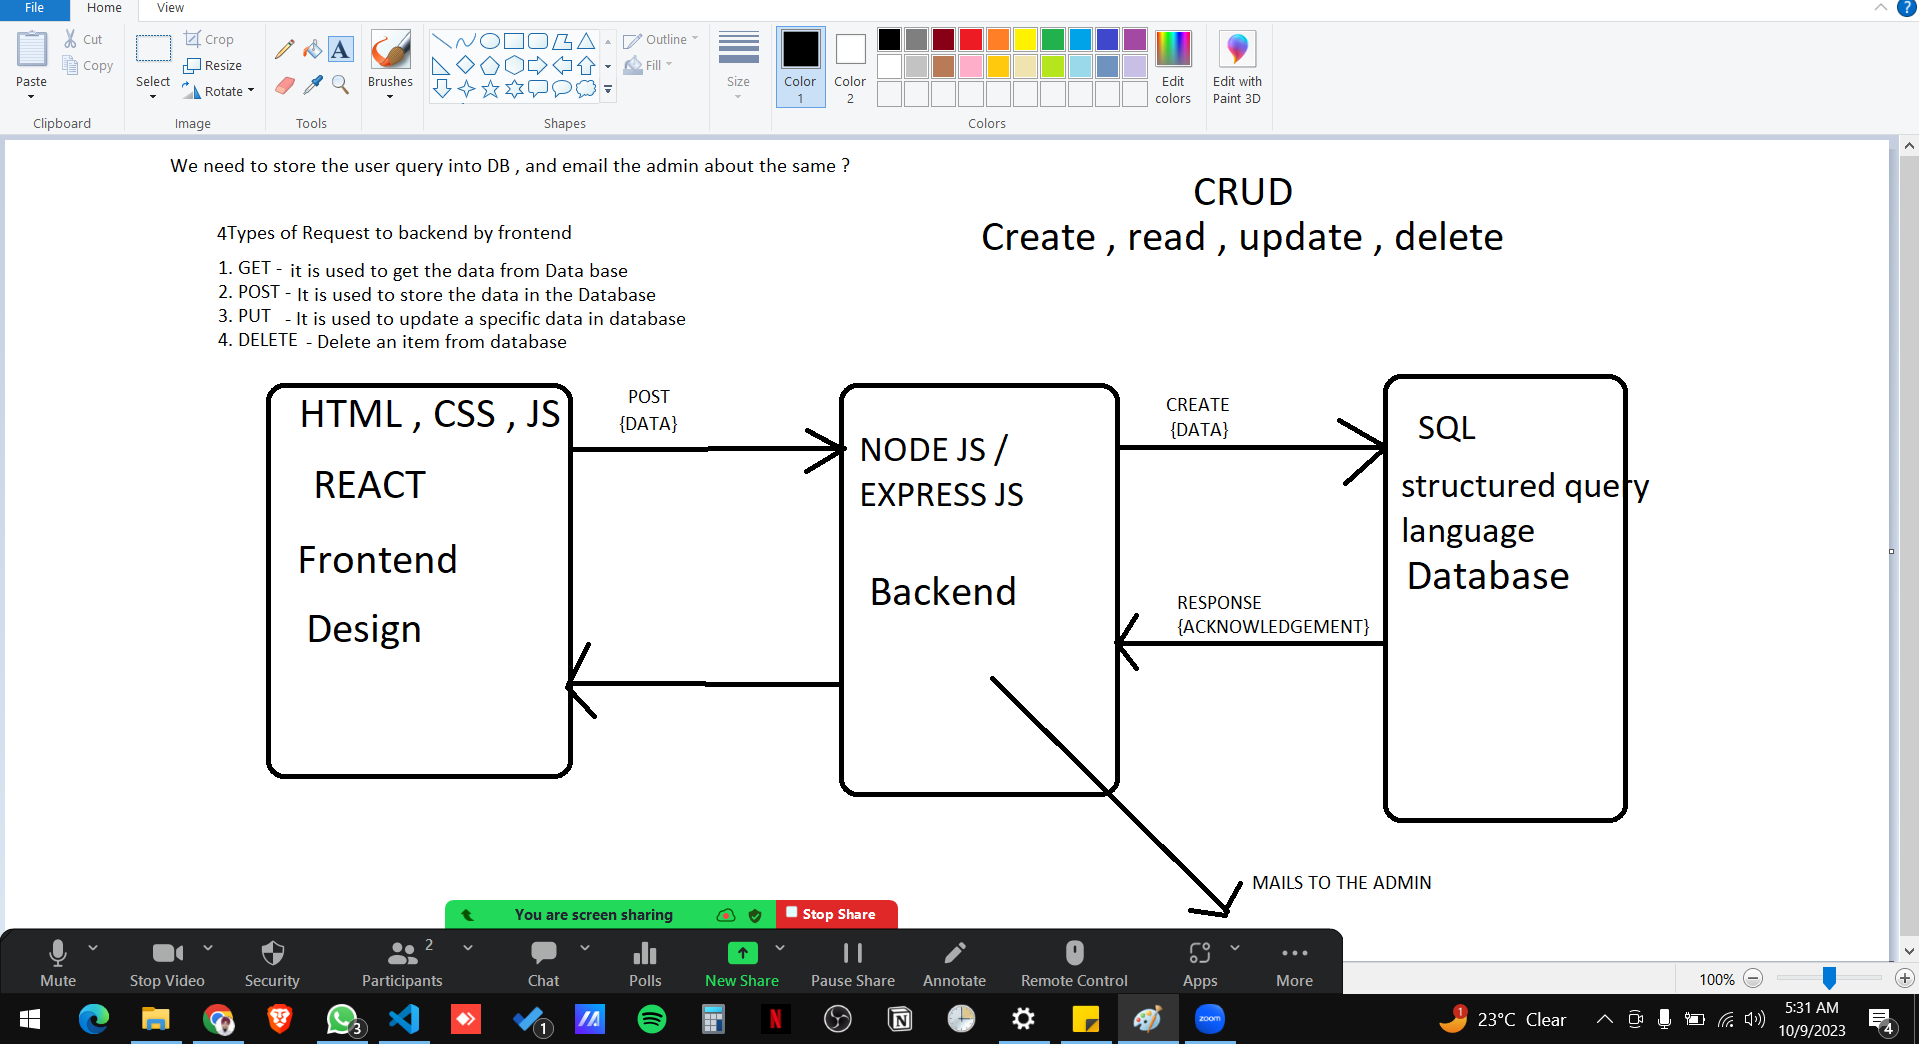 File Home View
Paste
Cut
Copy
Clipboard
Select
Crop
Resize
Rotate
Image
Tools
Brushes
Outline
Fill
Shapes
Size
Color 1
Color 2
Colors
Edit colors
Edit with Paint 3D
We need to store the user query into DB , and email the admin about the same ?
CRUD
Create , read , update , delete
4Types of Request to backend by frontend
1. GET - it is used to get the data from Data base
2. POST - It is used to store the data in the Database
3. PUT - It is used to update a specific data in database
4. DELETE - Delete an item from database
HTML , CSS , JS
REACT
Frontend
Design
POST
{DATA}
NODE JS /
EXPRESS JS
Backend
CREATE
{DATA}
RESPONSE
{ACKNOWLEDGEMENT}
SQL
structured query
language
Database
MAILS TO THE ADMIN
You are screen sharing Stop Share
2
Mute Stop Video Security Participants Chat Polls New Share Pause Share Annotate Remote Control Apps More
100%
3
1
N
zoom
1
23°C Clear
5:31 AM
10/9/2023
4